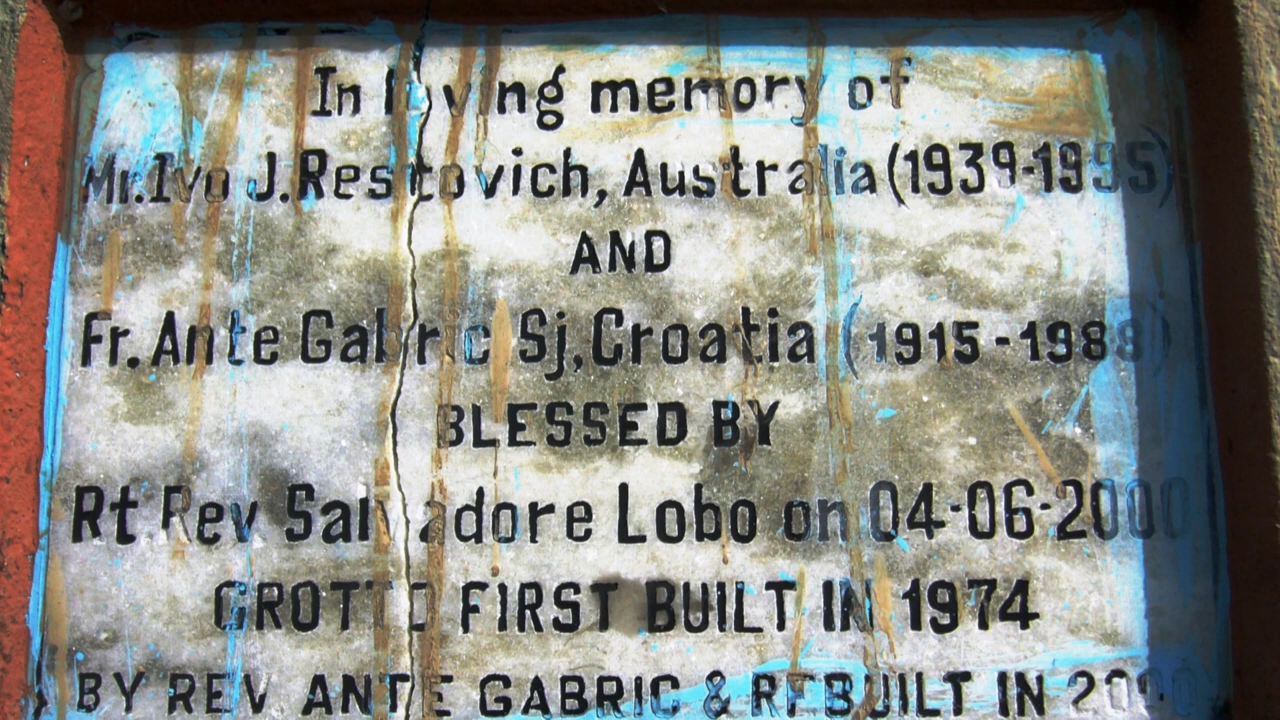 In loving memory of
Mr. Ivo J. Restovich, Australia (1939-1995)
AND
Fr. Ante Gabric Sj, Croatia (1915-1988)
BLESSED BY
Rt Rev Salvadore Lobo on 04-06-2000
GROTTO FIRST BUILT IN 1974
BY REV ANTE GABRIC & REBUILT IN 2000